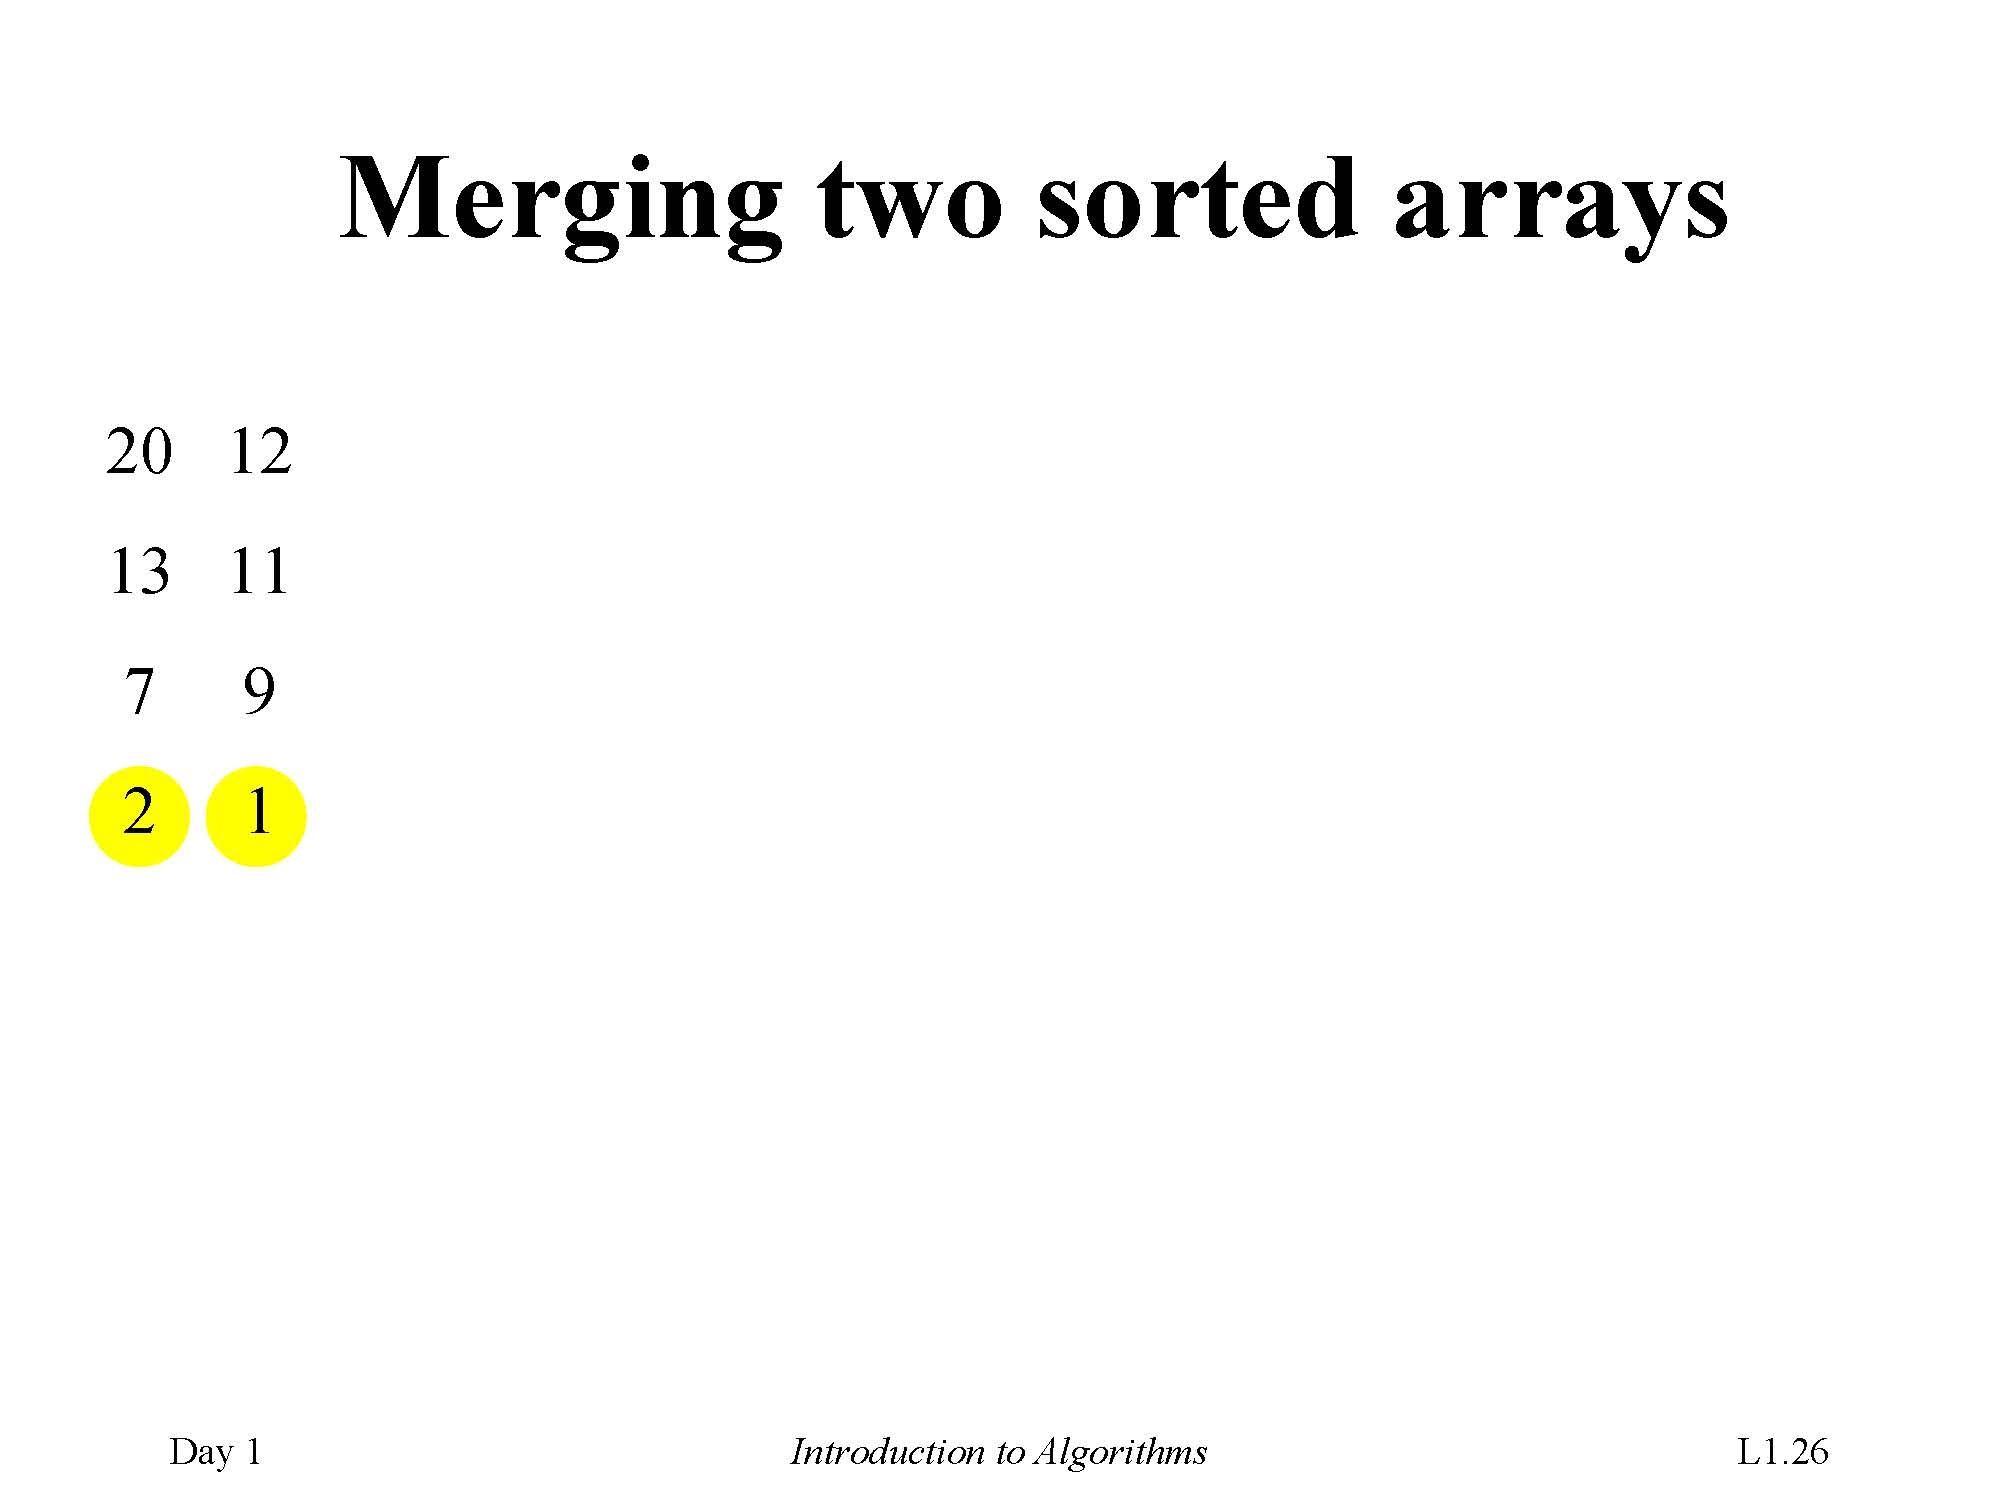 Merging two sorted arrays
20 12
13 11
7 9
2 1
Day 1 Introduction to Algorithms L1.26